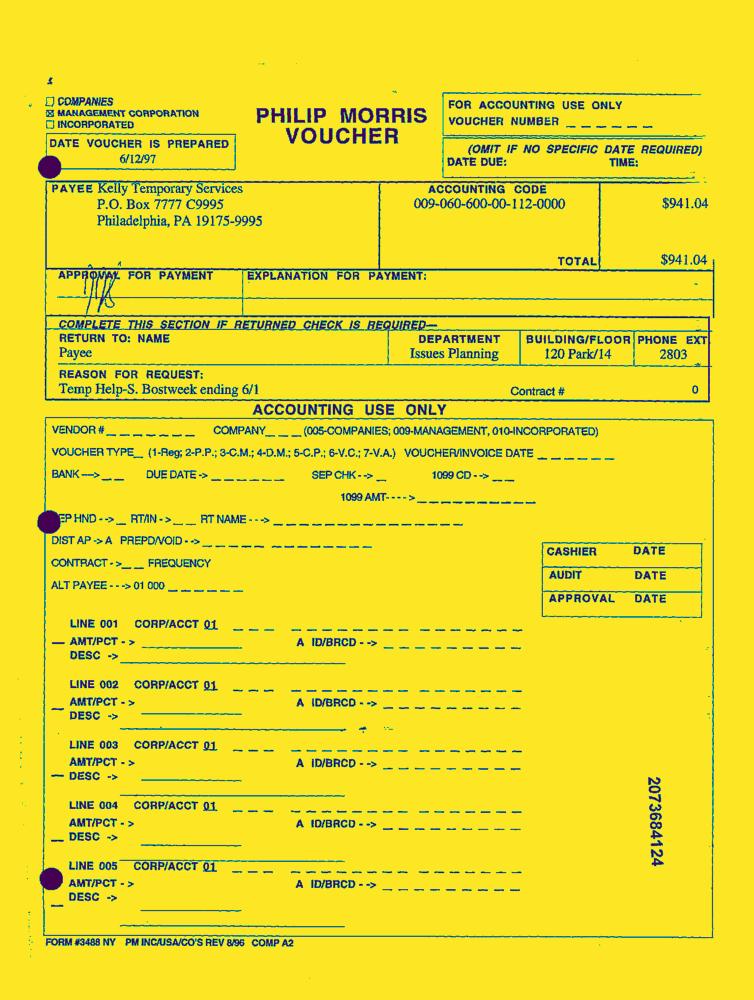 ☐ COMPANIES
☒ MANAGEMENT CORPORATION
☐ INCORPORATED
PHILIP MORRIS
VOUCHER
FOR ACCOUNTING USE ONLY
VOUCHER NUMBER _ _ _ _ _ _
DATE VOUCHER IS PREPARED
6/12/97
(OMIT IF NO SPECIFIC DATE REQUIRED)
DATE DUE: TIME:
PAYEE Kelly Temporary Services
P.O. Box 7777 C9995
Philadelphia, PA 19175-9995
ACCOUNTING CODE
009-060-600-00-112-0000 $941.04
TOTAL $941.04
APPROVAL FOR PAYMENT EXPLANATION FOR PAYMENT:
COMPLETE THIS SECTION IF RETURNED CHECK IS REQUIRED—
RETURN TO: NAME DEPARTMENT BUILDING/FLOOR PHONE EXT
Payee Issues Planning 120 Park/14 2803
REASON FOR REQUEST:
Temp Help-S. Bostweek ending 6/1 Contract # 0
ACCOUNTING USE ONLY
VENDOR # _ _ _ _ _ _ _ COMPANY _ _ _ (005-COMPANIES; 009-MANAGEMENT, 010-INCORPORATED)
VOUCHER TYPE_ (1-Reg; 2-P.P.; 3-C.M.; 4-D.M.; 5-C.P.; 6-V.C.; 7-V.A.) VOUCHER/INVOICE DATE _ _ _ _ _ _
BANK --> _ _ DUE DATE -> _ _ _ _ _ _ SEP CHK --> _ 1099 CD --> _ _
1099 AMT----> _ _ _ _ _ _ _ _ _ _
EP HND --> _ RT/IN -> _ _ RT NAME ---> _ _ _ _ _ _ _ _ _ _ _ _ _
DIST AP -> A PREPD/VOID --> _ _ _ _ _ _ _ _ _ _ _
CONTRACT -> _ _ FREQUENCY
ALT PAYEE ---> 01 000 _ _ _ _ _ _
CASHIER DATE
AUDIT DATE
APPROVAL DATE
LINE 001 CORP/ACCT 01 _ _ _ _ _ _ _ _ _ _ _ _ _ _ _ _ _
AMT/PCT -> A ID/BRCD --> _ _ _ _ _ _ _ _
DESC ->
LINE 002 CORP/ACCT 01 _ _ _ _ _ _ _ _ _ _ _ _ _ _ _ _ _
AMT/PCT -> A ID/BRCD --> _ _ _ _ _ _ _ _
DESC ->
LINE 003 CORP/ACCT 01 _ _ _ _ _ _ _ _ _ _ _ _ _ _ _ _ _
AMT/PCT -> A ID/BRCD --> _ _ _ _ _ _ _ _
DESC ->
LINE 004 CORP/ACCT 01 _ _ _ _ _ _ _ _ _ _ _ _ _ _ _ _ _
AMT/PCT -> A ID/BRCD --> _ _ _ _ _ _ _ _
DESC ->
LINE 005 CORP/ACCT 01 _ _ _ _ _ _ _ _ _ _ _ _ _ _ _ _ _
AMT/PCT -> A ID/BRCD --> _ _ _ _ _ _ _ _
DESC ->
2073684124
FORM #3488 NY PM INC/USA/CO'S REV 8/96 COMP A2